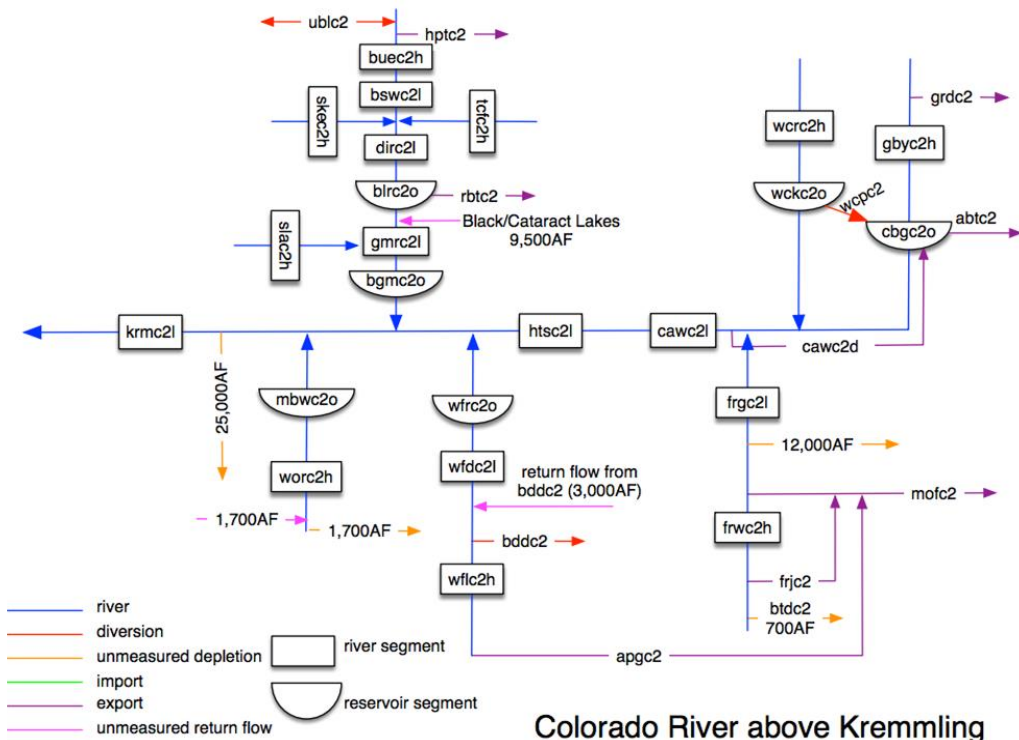 ublc2
hptc2
buec2h
bswc2l
skec2h
tcfc2h
dirc2l
blrc2o
rbtc2
Black/Cataract Lakes
9,500AF
slac2h
gmrc2l
bgmc2o
grdc2
wcrc2h
gbyc2h
wckc2o
wcpc2
cbgc2o
abtc2
krmc2l
htsc2l
cawc2l
cawc2d
25,000AF
mbwc2o
wfrc2o
frgc2l
worc2h
wfdc2l
12,000AF
return flow from
bddc2 (3,000AF)
mofc2
1,700AF
1,700AF
bddc2
frwc2h
wflc2h
frjc2
btdc2
700AF
apgc2
river
diversion
unmeasured depletion
import
export
unmeasured return flow
river segment
reservoir segment
Colorado River above Kremmling